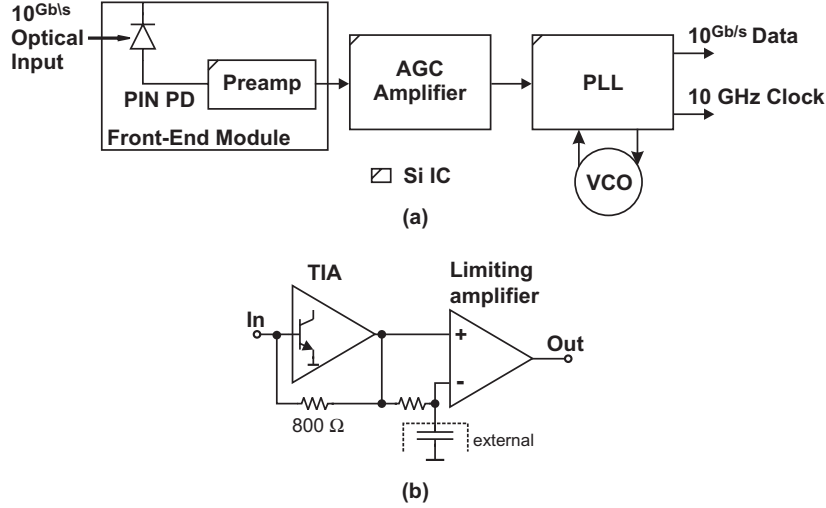 10Gb\s
Optical
Input
PIN PD
Preamp
Front-End Module
AGC
Amplifier
PLL
10Gb/s Data
10 GHz Clock
VCO
Si IC
(a)
TIA
Limiting
amplifier
In
+
-
Out
800 Ω
external
(b)